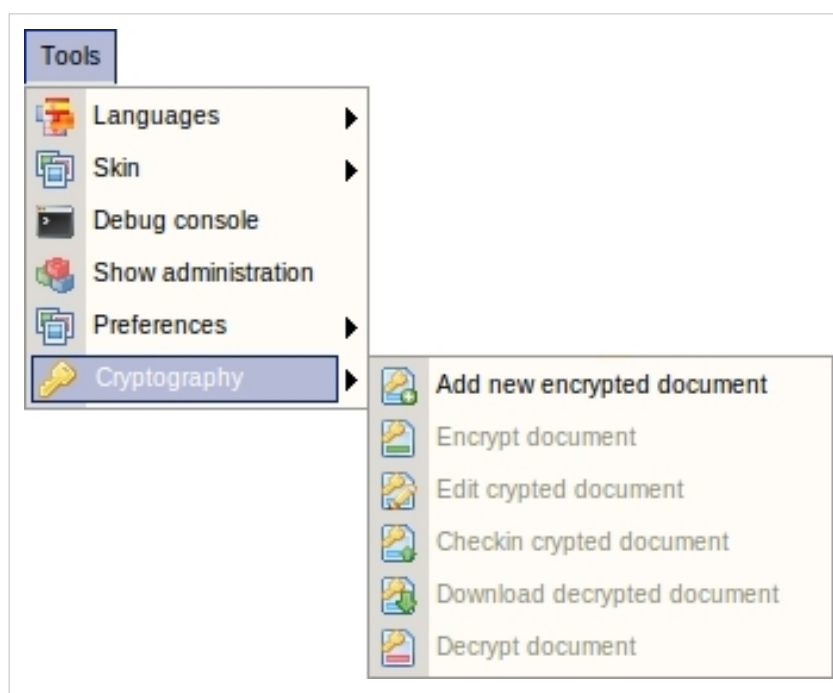 Tools
Languages
Skin
Debug console
Show administration
Preferences
Cryptography
Add new encrypted document
Encrypt document
Edit crypted document
Checkin crypted document
Download decrypted document
Decrypt document